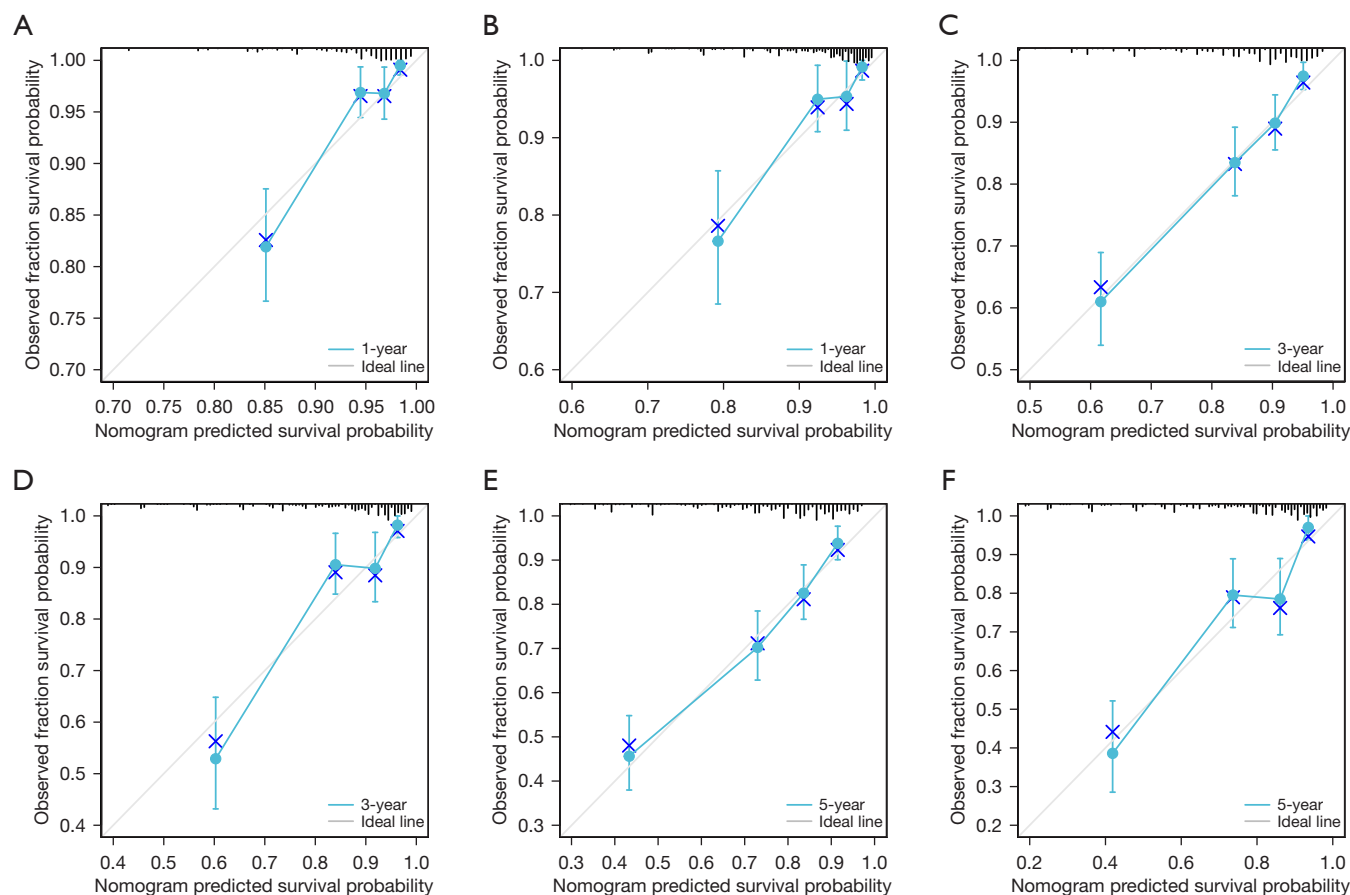 A
Observed fraction survival probability
1.00
0.95
0.90
0.85
0.80
0.75
0.70
1-year
Ideal line
0.70 0.75 0.80 0.85 0.90 0.95 1.00
Nomogram predicted survival probability
B
Observed fraction survival probability
1.0
0.9
0.8
0.7
0.6
1-year
Ideal line
0.6 0.7 0.8 0.9 1.0
Nomogram predicted survival probability
C
Observed fraction survival probability
1.0
0.9
0.8
0.7
0.6
0.5
3-year
Ideal line
0.5 0.6 0.7 0.8 0.9 1.0
Nomogram predicted survival probability
D
Observed fraction survival probability
1.0
0.9
0.8
0.7
0.6
0.5
0.4
3-year
Ideal line
0.4 0.5 0.6 0.7 0.8 0.9 1.0
Nomogram predicted survival probability
E
Observed fraction survival probability
1.0
0.9
0.8
0.7
0.6
0.5
0.4
0.3
5-year
Ideal line
0.3 0.4 0.5 0.6 0.7 0.8 0.9 1.0
Nomogram predicted survival probability
F
Observed fraction survival probability
1.0
0.9
0.8
0.7
0.6
0.5
0.4
0.3
0.2
5-year
Ideal line
0.2 0.4 0.6 0.8 1.0
Nomogram predicted survival probability